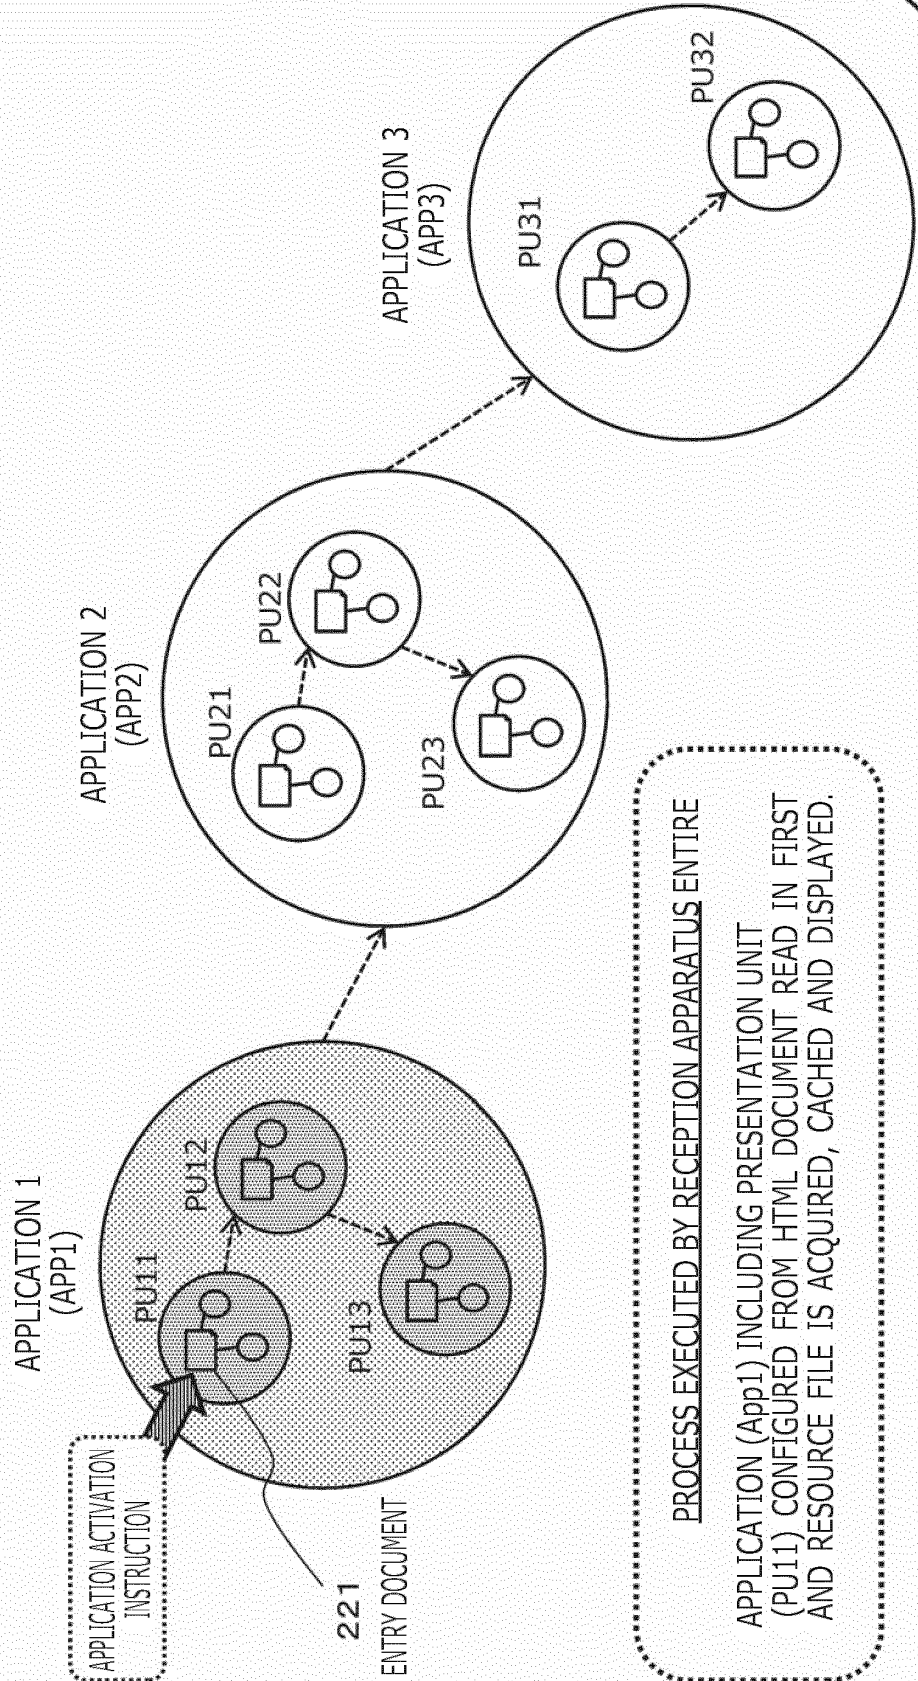 APPLICATION 1
(APP1)
APPLICATION 2
(APP2)
APPLICATION 3
(APP3)
APPLICATION ACTIVATION
INSTRUCTION
PU11
PU12
PU13
PU21
PU22
PU23
PU31
PU32
221
ENTRY DOCUMENT
PROCESS EXECUTED BY RECEPTION APPARATUS ENTIRE
APPLICATION (App1) INCLUDING PRESENTATION UNIT
(PU11) CONFIGURED FROM HTML DOCUMENT READ IN FIRST
AND RESOURCE FILE IS ACQUIRED, CACHED AND DISPLAYED.